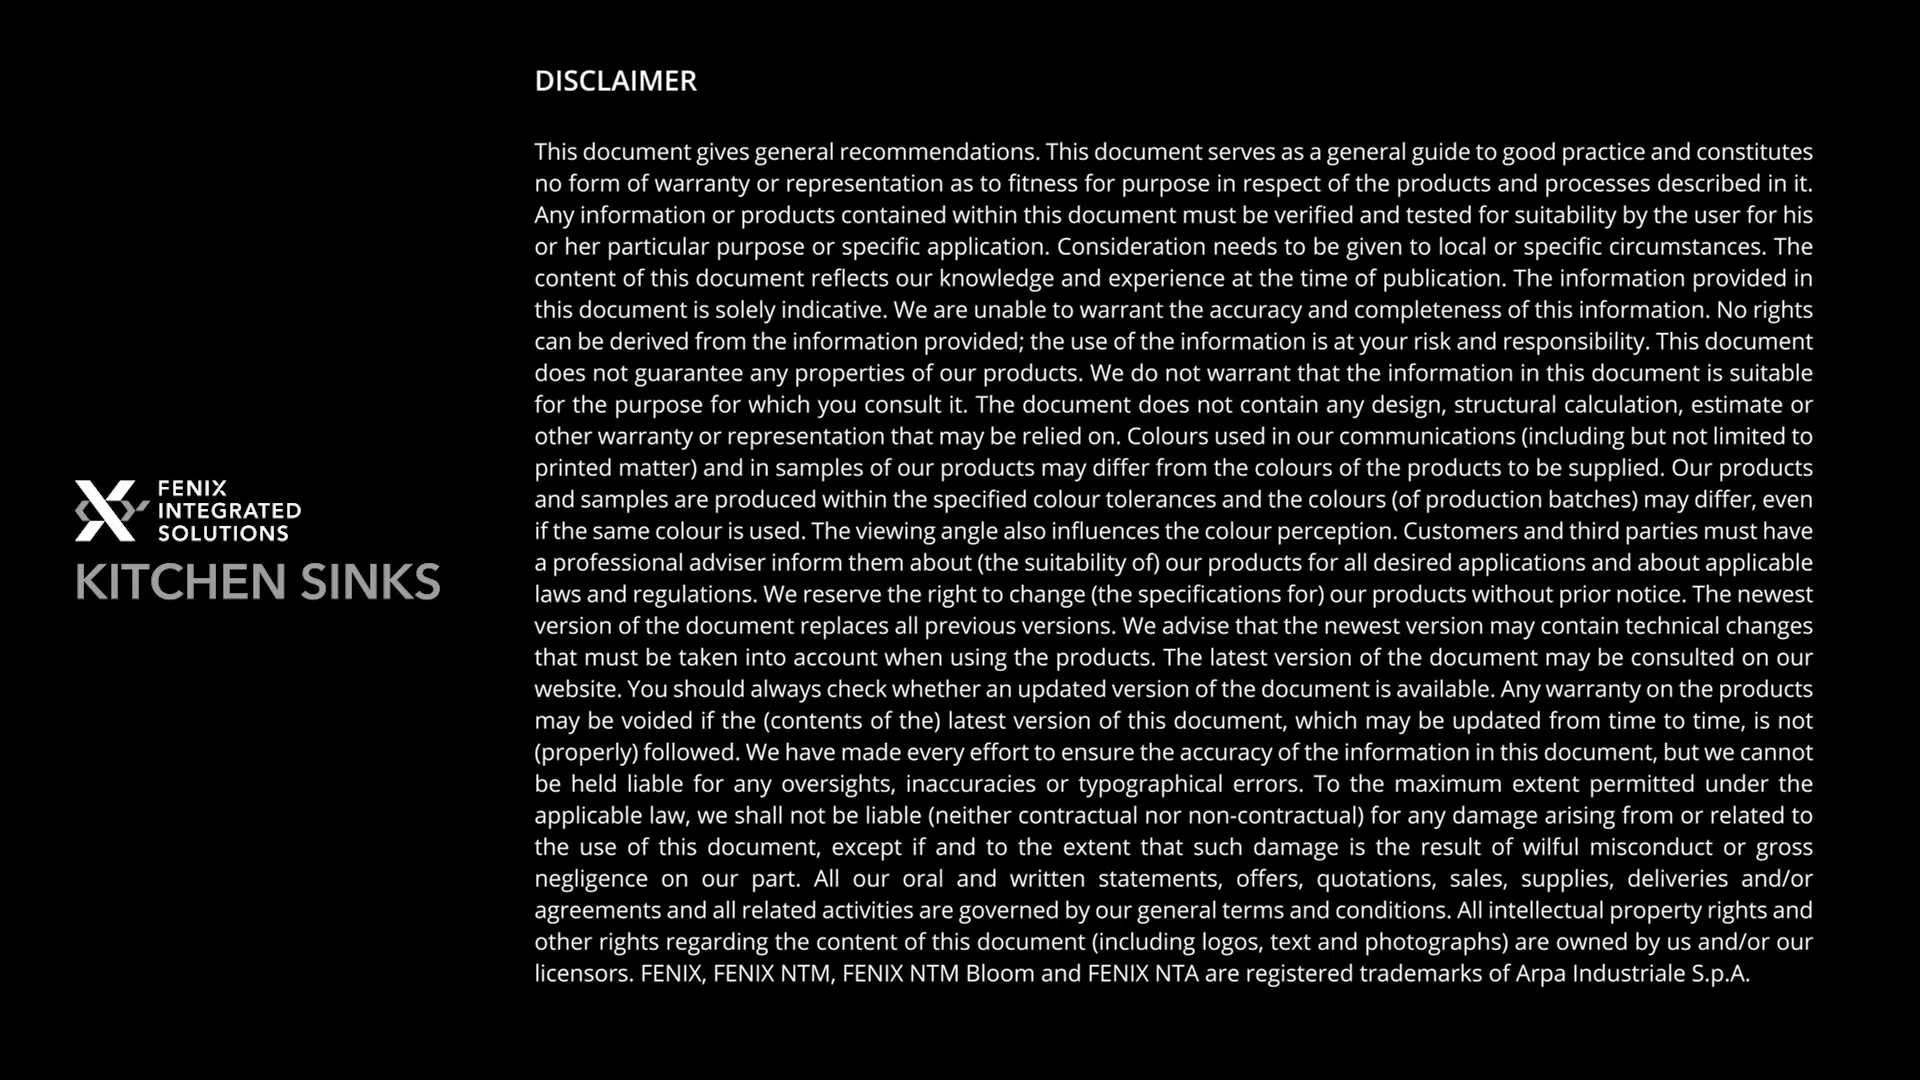 DISCLAIMER
This document gives general recommendations. This document serves as a general guide to good practice and constitutes
no form of warranty or representation as to fitness for purpose in respect of the products and processes described in it.
Any information or products contained within this document must be verified and tested for suitability by the user for his
or her particular purpose or specific application. Consideration needs to be given to local or specific circumstances. The
content of this document reflects our knowledge and experience at the time of publication. The information provided in
this document is solely indicative. We are unable to warrant the accuracy and completeness of this information. No rights
can be derived from the information provided; the use of the information is at your risk and responsibility. This document
does not guarantee any properties of our products. We do not warrant that the information in this document is suitable
for the purpose for which you consult it. The document does not contain any design, structural calculation, estimate or
other warranty or representation that may be relied on. Colours used in our communications (including but not limited to
printed matter) and in samples of our products may differ from the colours of the products to be supplied. Our products
and samples are produced within the specified colour tolerances and the colours (of production batches) may differ, even
if the same colour is used. The viewing angle also influences the colour perception. Customers and third parties must have
a professional adviser inform them about (the suitability of) our products for all desired applications and about applicable
laws and regulations. We reserve the right to change (the specifications for) our products without prior notice. The newest
version of the document replaces all previous versions. We advise that the newest version may contain technical changes
that must be taken into account when using the products. The latest version of the document may be consulted on our
website. You should always check whether an updated version of the document is available. Any warranty on the products
may be voided if the (contents of the) latest version of this document, which may be updated from time to time, is not
(properly) followed. We have made every effort to ensure the accuracy of the information in this document, but we cannot
be held liable for any oversights, inaccuracies or typographical errors. To the maximum extent permitted under the
applicable law, we shall not be liable (neither contractual nor non-contractual) for any damage arising from or related to
the use of this document, except if and to the extent that such damage is the result of wilful misconduct or gross
negligence on our part. All our oral and written statements, offers, quotations, sales, supplies, deliveries and/or
agreements and all related activities are governed by our general terms and conditions. All intellectual property rights and
other rights regarding the content of this document (including logos, text and photographs) are owned by us and/or our
licensors. FENIX, FENIX NTM, FENIX NTM Bloom and FENIX NTA are registered trademarks of Arpa Industriale S.p.A.
FENIX
INTEGRATED
SOLUTIONS
KITCHEN SINKS